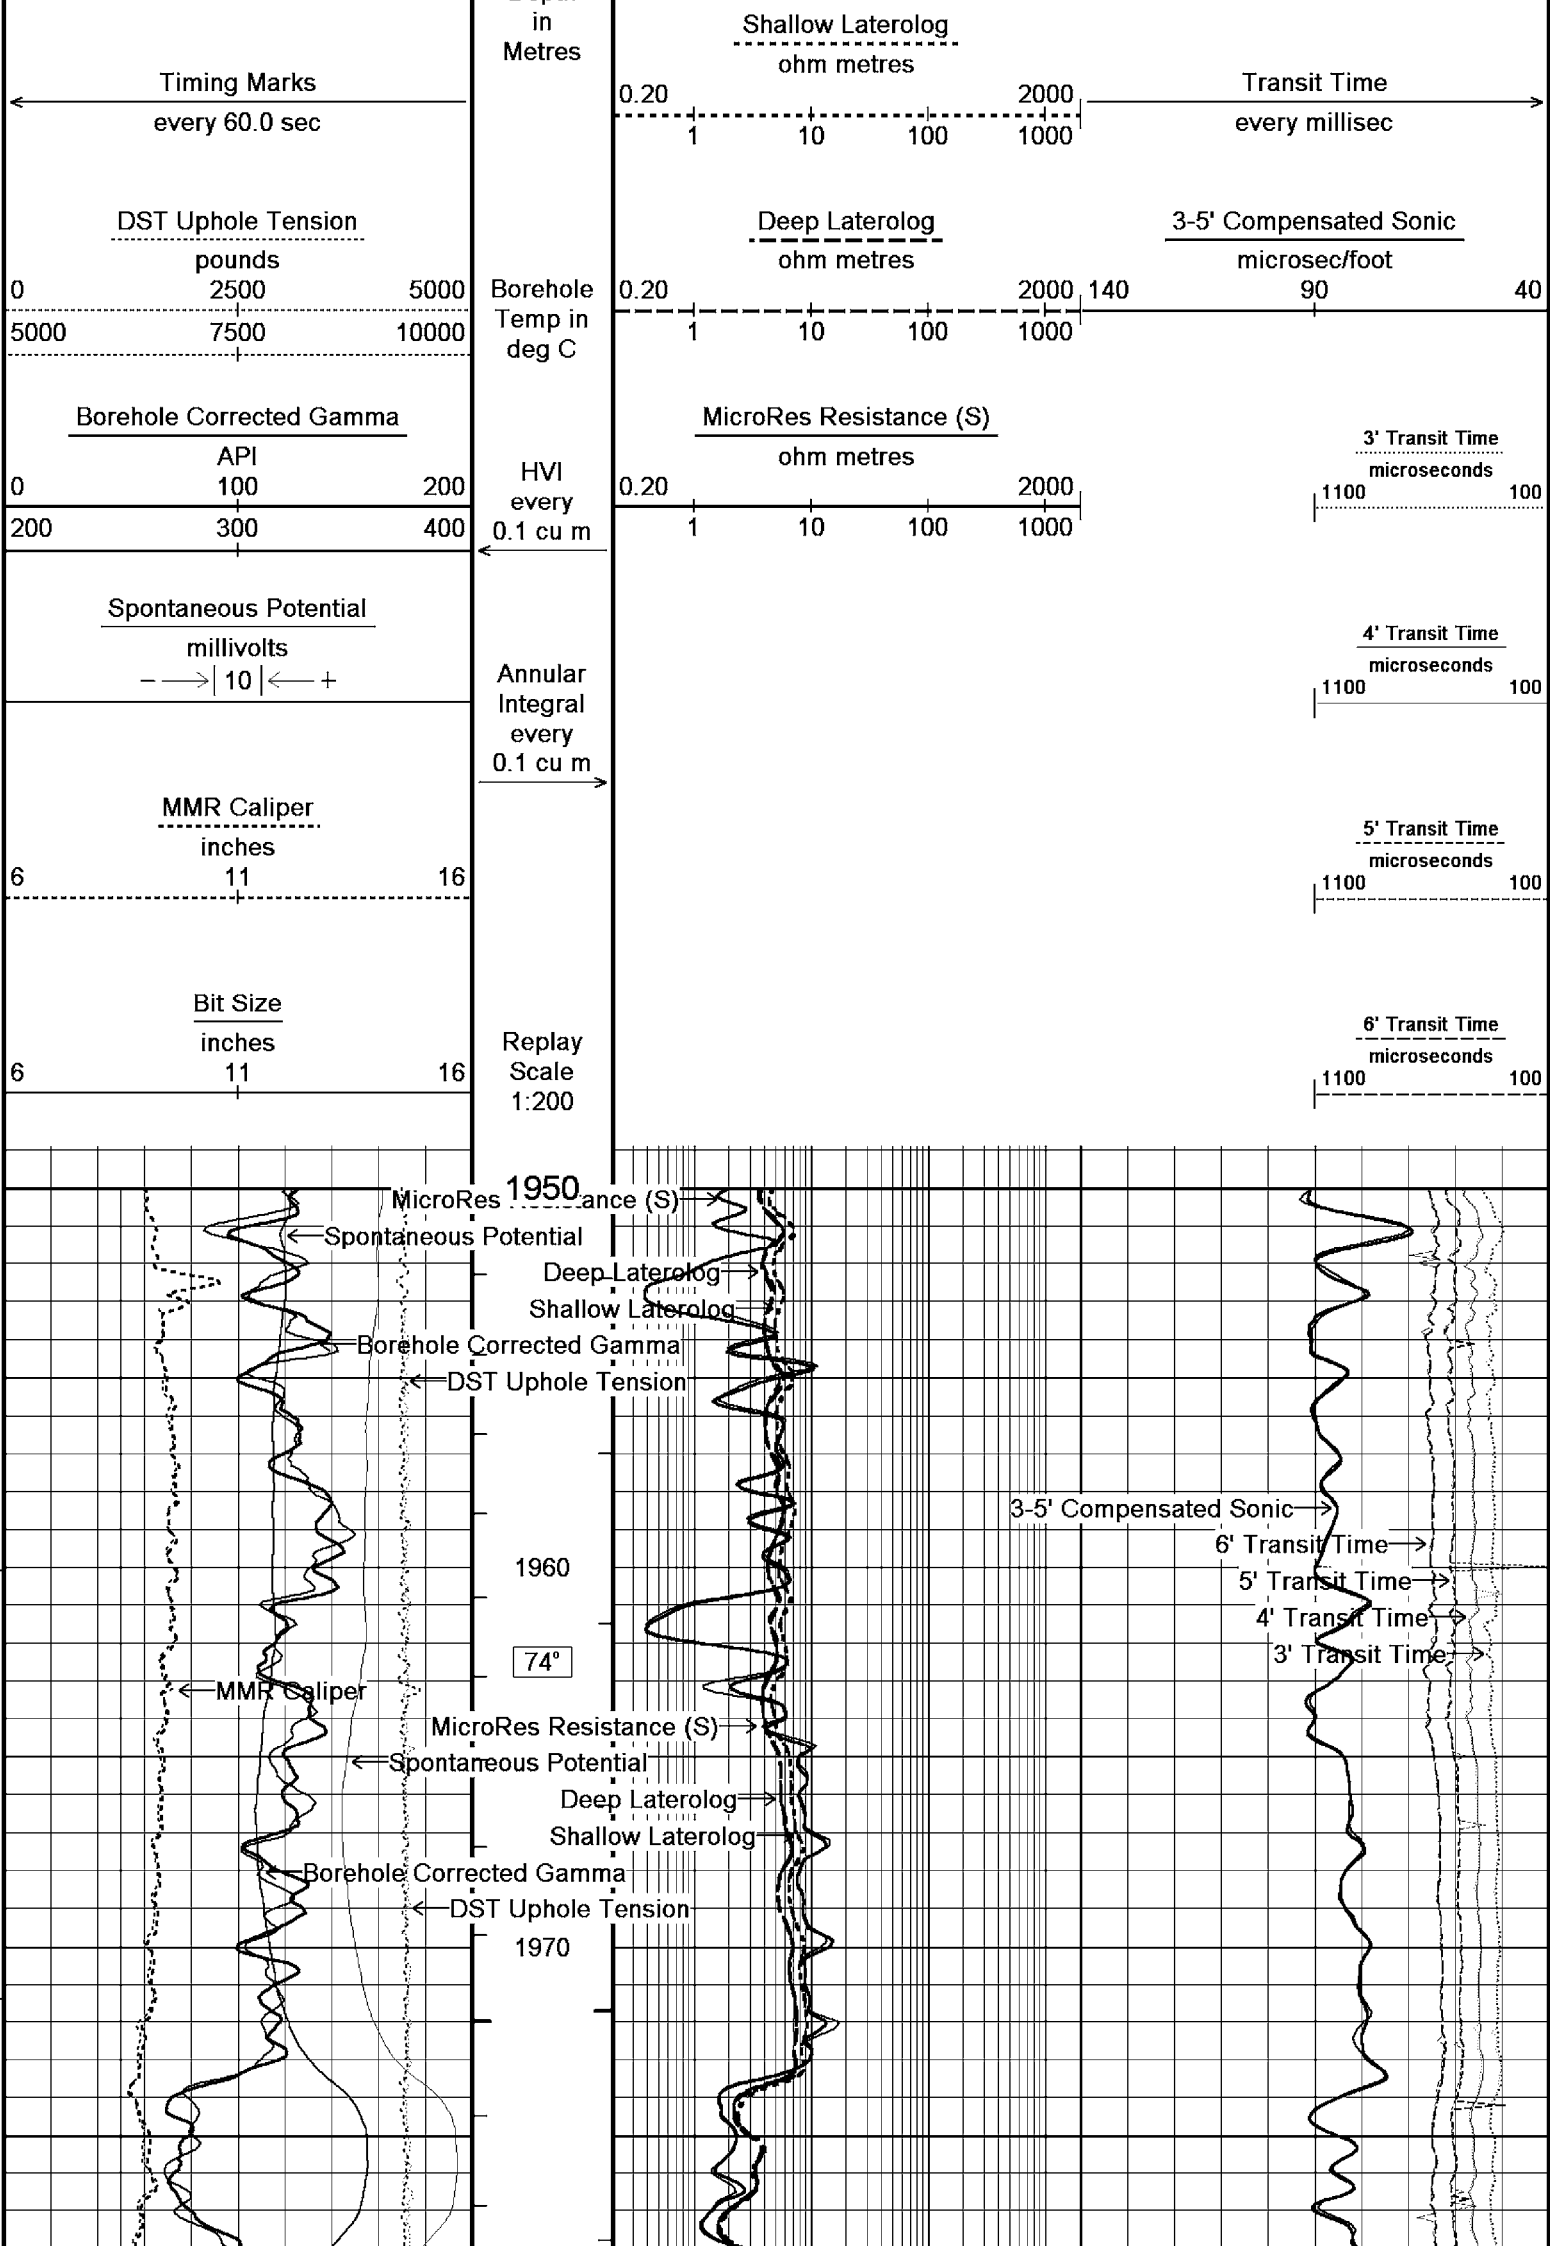 in
Metres
Timing Marks
every 60.0 sec
DST Uphole Tension
pounds
0 2500 5000
5000 7500 10000
Borehole Corrected Gamma
API
0 100 200
200 300 400
Spontaneous Potential
millivolts
− →| 10 |← +
MMR Caliper
inches
6 11 16
Bit Size
inches
6 11 16
Borehole
Temp in
deg C
HVI
every
0.1 cu m
Annular
Integral
every
0.1 cu m
Replay
Scale
1:200
Shallow Laterolog
ohm metres
0.20 2000
1 10 100 1000
Deep Laterolog
ohm metres
0.20 2000
1 10 100 1000
MicroRes Resistance (S)
ohm metres
0.20 2000
1 10 100 1000
Transit Time
every millisec
3-5' Compensated Sonic
microsec/foot
140 90 40
3' Transit Time
microseconds
1100 100
4' Transit Time
microseconds
1100 100
5' Transit Time
microseconds
1100 100
6' Transit Time
microseconds
1100 100
1950
MicroRes (S)
Spontaneous Potential
Deep Laterolog
Shallow Laterolog
Borehole Corrected Gamma
DST Uphole Tension
3-5' Compensated Sonic
6' Transit Time
1960
5' Transit Time
4' Transit Time
3' Transit Time
74°
MMR Caliper
MicroRes Resistance (S)
Spontaneous Potential
Deep Laterolog
Shallow Laterolog
Borehole Corrected Gamma
DST Uphole Tension
1970